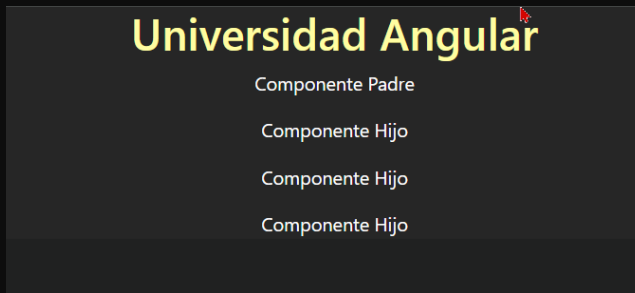 Universidad Angular
Componente Padre
Componente Hijo
Componente Hijo
Componente Hijo